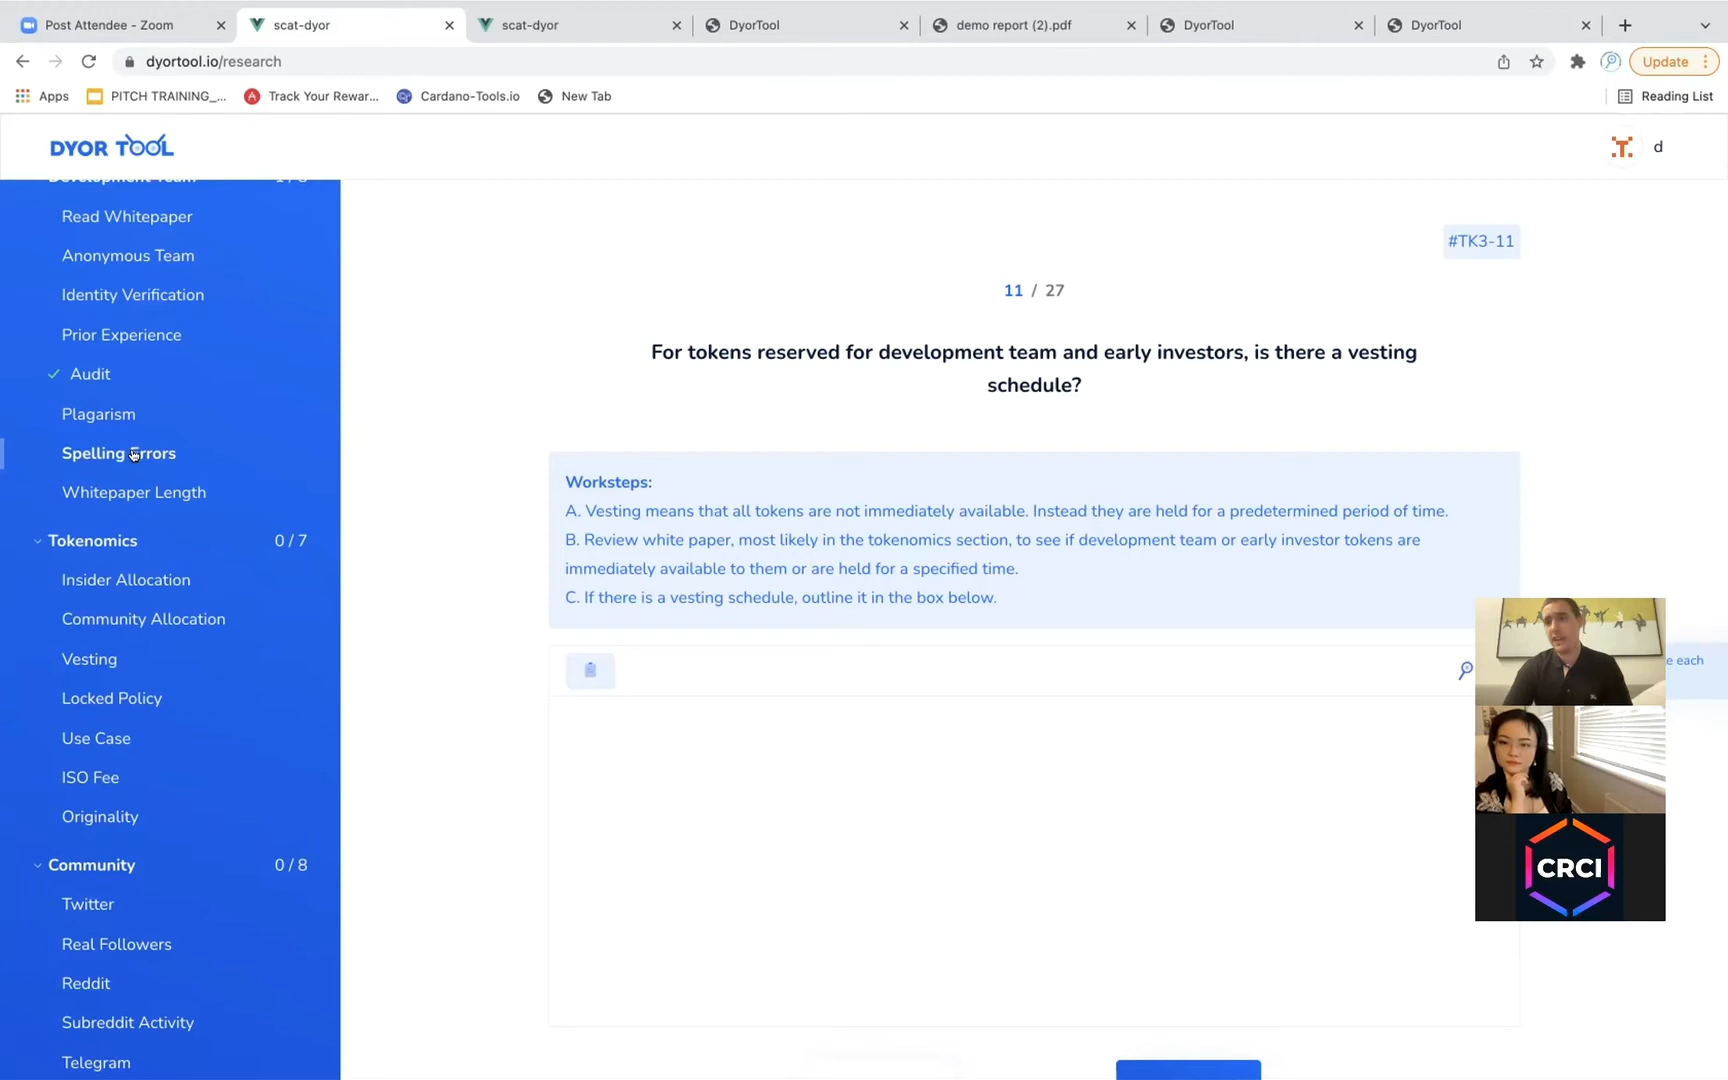 Post Attendee - Zoom
scat-dyor
scat-dyor
DyorTool
demo report (2).pdf
DyorTool
DyorTool
dyortool.io/research
Update
Apps
PITCH TRAINING_...
Track Your Rewar...
Cardano-Tools.io
New Tab
Reading List
DYOR TOOL
d
Development Team
Read Whitepaper
Anonymous Team
Identity Verification
Prior Experience
Audit
Plagarism
Spelling Errors
Whitepaper Length
Tokenomics 0 / 7
Insider Allocation
Community Allocation
Vesting
Locked Policy
Use Case
ISO Fee
Originality
Community 0 / 8
Twitter
Real Followers
Reddit
Subreddit Activity
Telegram
#TK3-11
11 / 27
For tokens reserved for development team and early investors, is there a vesting
schedule?
Worksteps:
A. Vesting means that all tokens are not immediately available. Instead they are held for a predetermined period of time.
B. Review white paper, most likely in the tokenomics section, to see if development team or early investor tokens are
immediately available to them or are held for a specified time.
C. If there is a vesting schedule, outline it in the box below.
each
CRCI